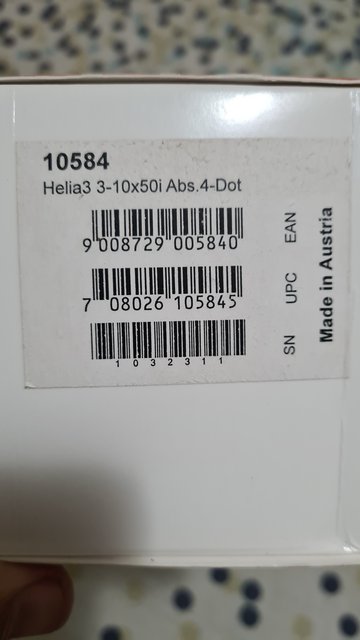 10584
Helia3 3-10x50i Abs.4-Dot
9 008729 005840
EAN
7 08026 105845
UPC
1032311
SN
Made in Austria